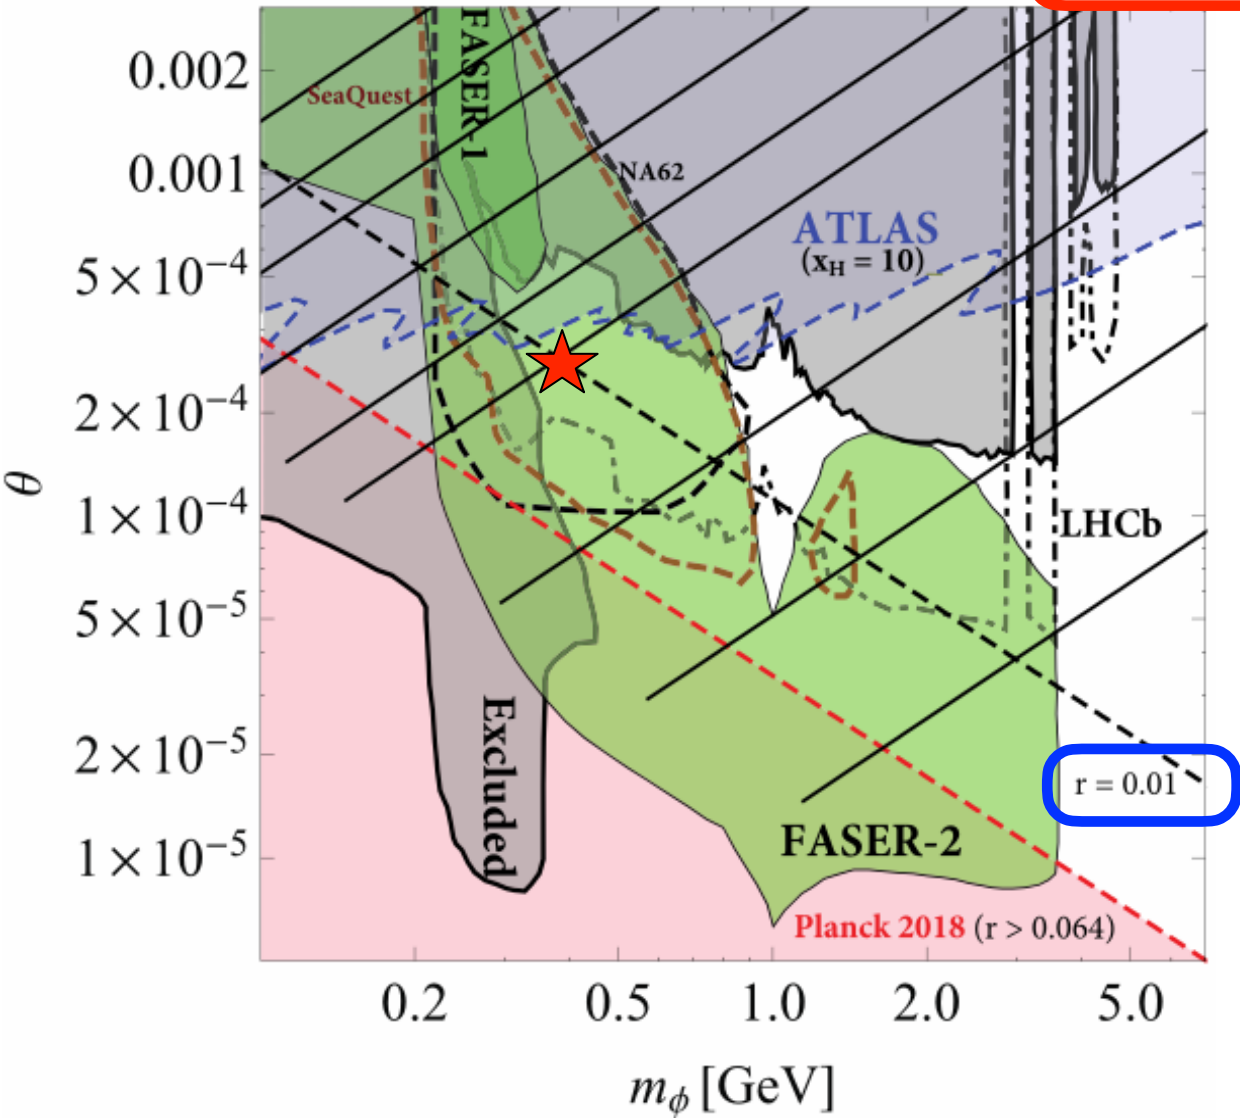 0.002
0.001
5×10⁻⁴
2×10⁻⁴
1×10⁻⁴
5×10⁻⁵
2×10⁻⁵
1×10⁻⁵
θ
SeaQuest
FASER-1
NA62
ATLAS
(x_H = 10)
LHCb
Excluded
r = 0.01
FASER-2
Planck 2018 (r > 0.064)
0.2
0.5
1.0
2.0
5.0
m_ϕ [GeV]